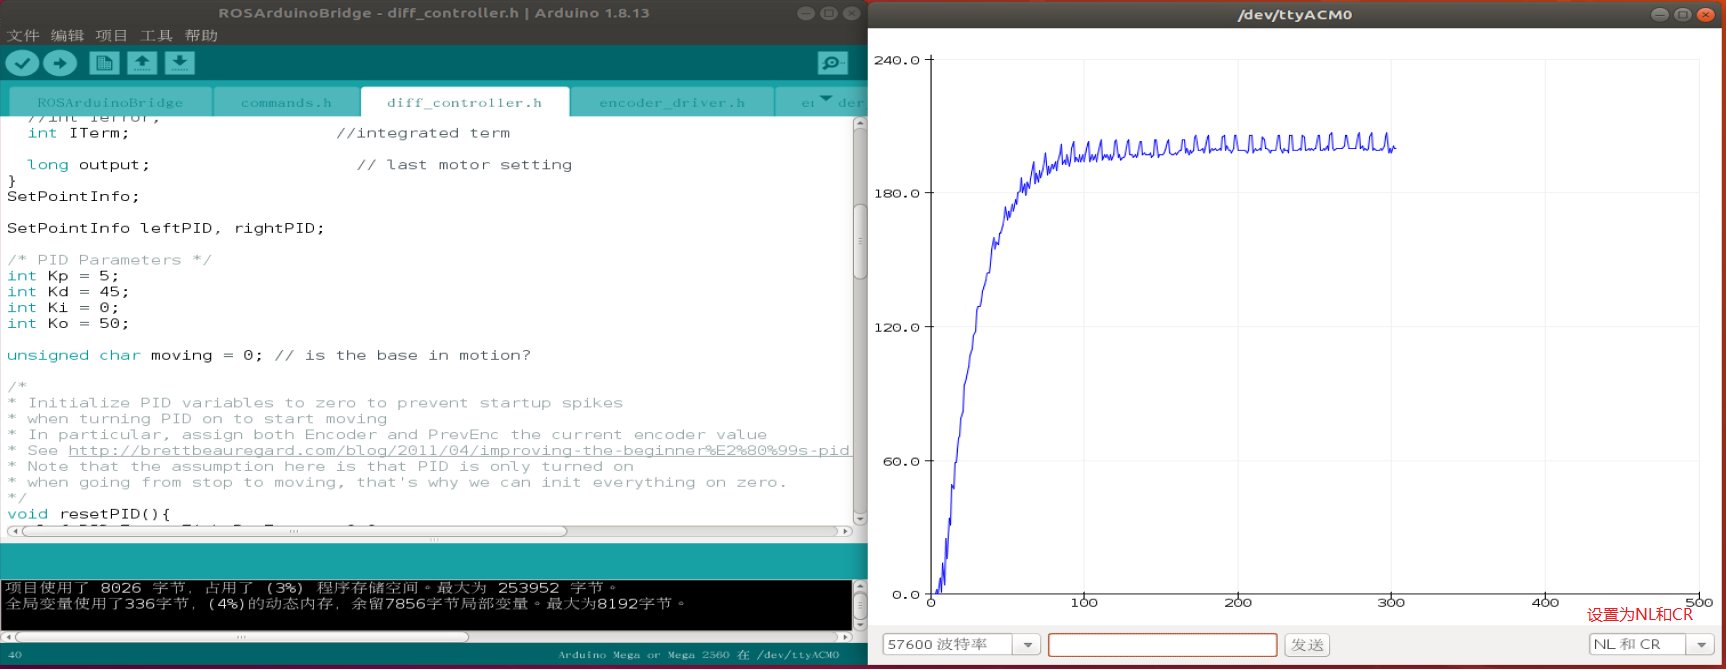 ROSArduinoBridge - diff_controller.h | Arduino 1.8.13
文件 编辑 项目 工具 帮助
ROSArduinoBridge commands.h diff_controller.h encoder_driver.h
int ITerm; //integrated term
long output; // last motor setting
}
SetPointInfo;
SetPointInfo leftPID, rightPID;
/* PID Parameters */
int Kp = 5;
int Kd = 45;
int Ki = 0;
int Ko = 50;
unsigned char moving = 0; // is the base in motion?
/*
* Initialize PID variables to zero to prevent startup spikes
* when turning PID on to start moving
* In particular, assign both Encoder and PrevEnc the current encoder value
* See http://brettbeauregard.com/blog/2011/04/improving-the-beginner%E2%80%99s-pid
* Note that the assumption here is that PID is only turned on
* when going from stop to moving, that's why we can init everything on zero.
*/
void resetPID(){
项目使用了 8026 字节, 占用了 (3%) 程序存储空间。最大为 253952 字节。
全局变量使用了336字节, (4%)的动态内存, 余留7856字节局部变量。最大为8192字节。
40 Arduino Mega or Mega 2560 在 /dev/ttyACM0
/dev/ttyACM0
240.0
180.0
120.0
60.0
0.0
0 100 200 300 400 500
设置为NL和CR
57600 波特率 发送 NL 和 CR